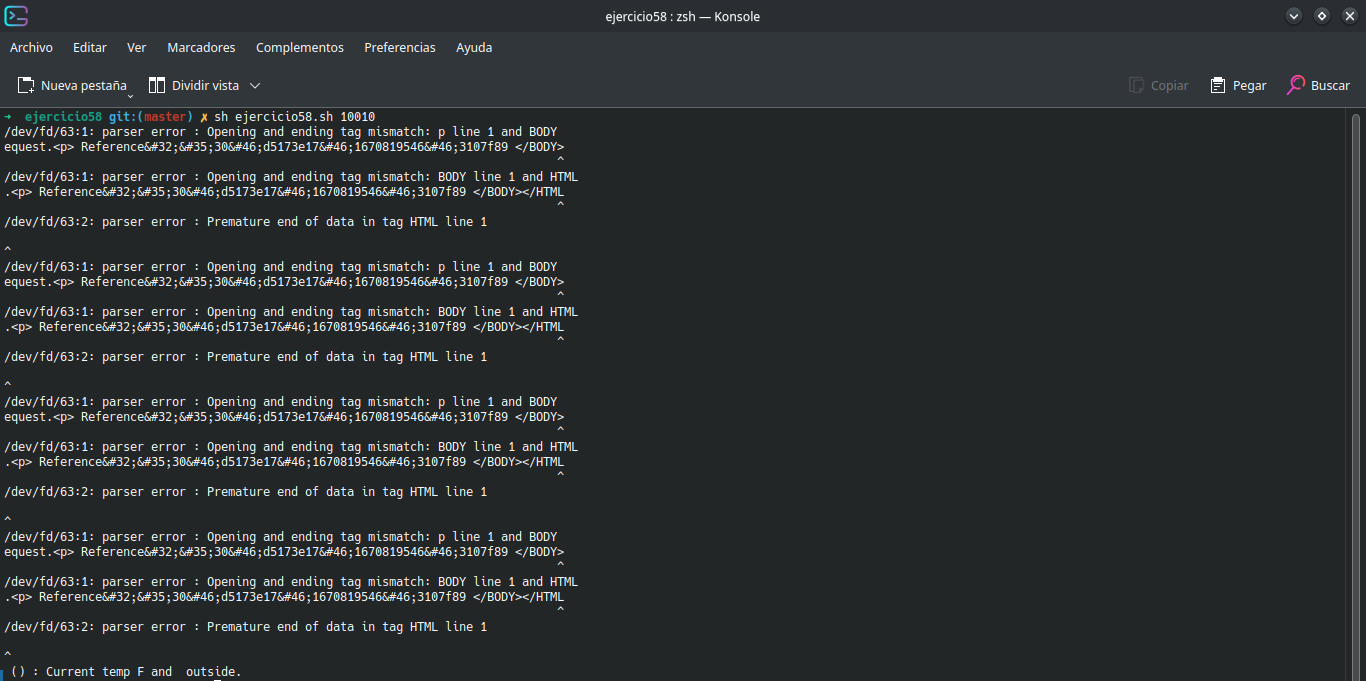 ejercicio58 : zsh — Konsole
Archivo Editar Ver Marcadores Complementos Preferencias Ayuda
Nueva pestaña Dividir vista Copiar Pegar Buscar
➜ ejercicio58 git:(master) ✗ sh ejercicio58.sh 10010
/dev/fd/63:1: parser error : Opening and ending tag mismatch: p line 1 and BODY
equest.<p> Reference&#32;&#35;30&#46;d5173e17&#46;1670819546&#46;3107f89 </BODY>
^
/dev/fd/63:1: parser error : Opening and ending tag mismatch: BODY line 1 and HTML
.<p> Reference&#32;&#35;30&#46;d5173e17&#46;1670819546&#46;3107f89 </BODY></HTML
^
/dev/fd/63:2: parser error : Premature end of data in tag HTML line 1
^
/dev/fd/63:1: parser error : Opening and ending tag mismatch: p line 1 and BODY
equest.<p> Reference&#32;&#35;30&#46;d5173e17&#46;1670819546&#46;3107f89 </BODY>
^
/dev/fd/63:1: parser error : Opening and ending tag mismatch: BODY line 1 and HTML
.<p> Reference&#32;&#35;30&#46;d5173e17&#46;1670819546&#46;3107f89 </BODY></HTML
^
/dev/fd/63:2: parser error : Premature end of data in tag HTML line 1
^
/dev/fd/63:1: parser error : Opening and ending tag mismatch: p line 1 and BODY
equest.<p> Reference&#32;&#35;30&#46;d5173e17&#46;1670819546&#46;3107f89 </BODY>
^
/dev/fd/63:1: parser error : Opening and ending tag mismatch: BODY line 1 and HTML
.<p> Reference&#32;&#35;30&#46;d5173e17&#46;1670819546&#46;3107f89 </BODY></HTML
^
/dev/fd/63:2: parser error : Premature end of data in tag HTML line 1
^
/dev/fd/63:1: parser error : Opening and ending tag mismatch: p line 1 and BODY
equest.<p> Reference&#32;&#35;30&#46;d5173e17&#46;1670819546&#46;3107f89 </BODY>
^
/dev/fd/63:1: parser error : Opening and ending tag mismatch: BODY line 1 and HTML
.<p> Reference&#32;&#35;30&#46;d5173e17&#46;1670819546&#46;3107f89 </BODY></HTML
^
/dev/fd/63:2: parser error : Premature end of data in tag HTML line 1
^
() : Current temp F and  outside.